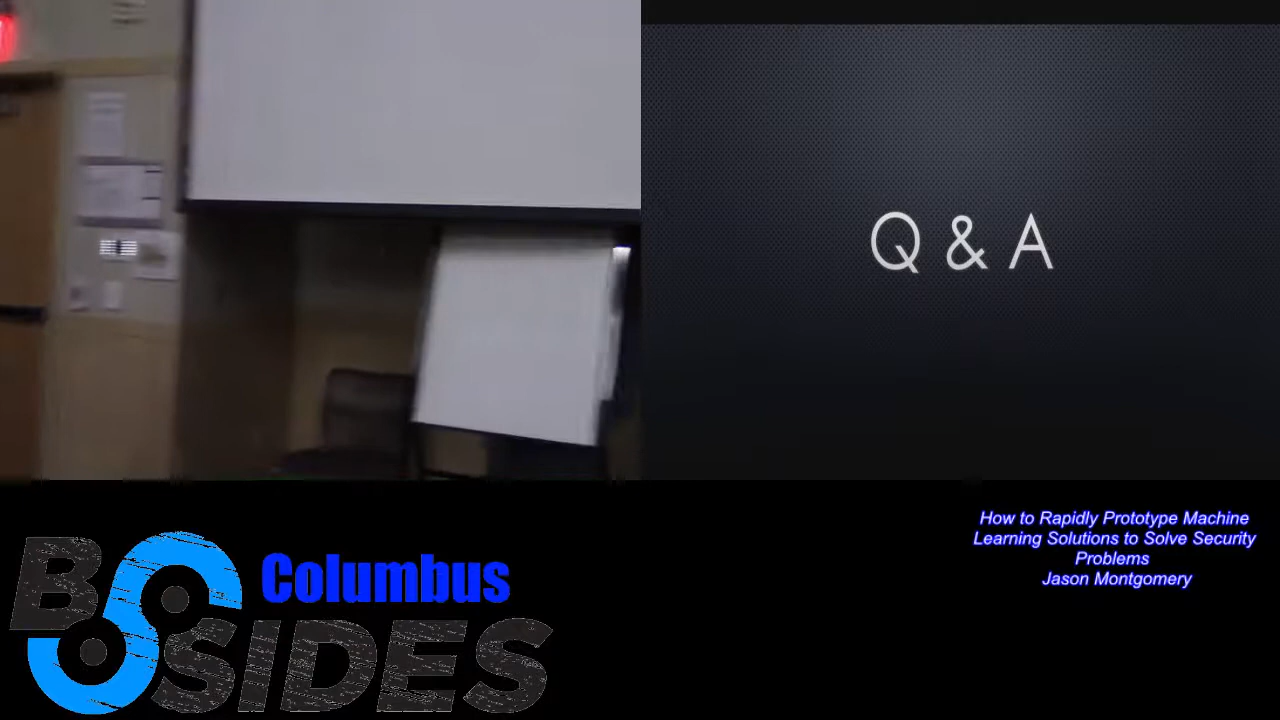 Q & A
How to Rapidly Prototype Machine
Learning Solutions to Solve Security
Problems
Jason Montgomery
Columbus
BSIDES